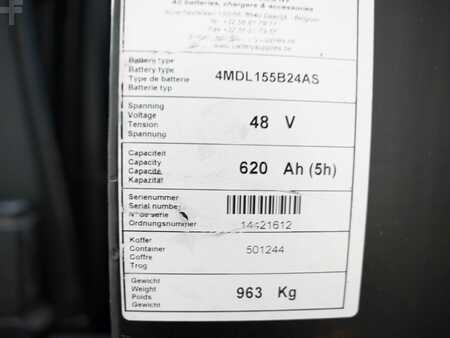 All batteries, chargers & accessories
Batterij type
Battery type
Type de batterie
Batterie typ
4MDL155B24AS
Spanning
Voltage
Tension
Spannung
48 V
Capaciteit
Capacity
Capacité
Kapazität
620 Ah (5h)
Serienummer
Serial number
N° de série
Ordnungsnummer
14421612
Koffer
Container
Coffre
Trog
501244
Gewicht
Weight
Poids
Gewicht
963 Kg